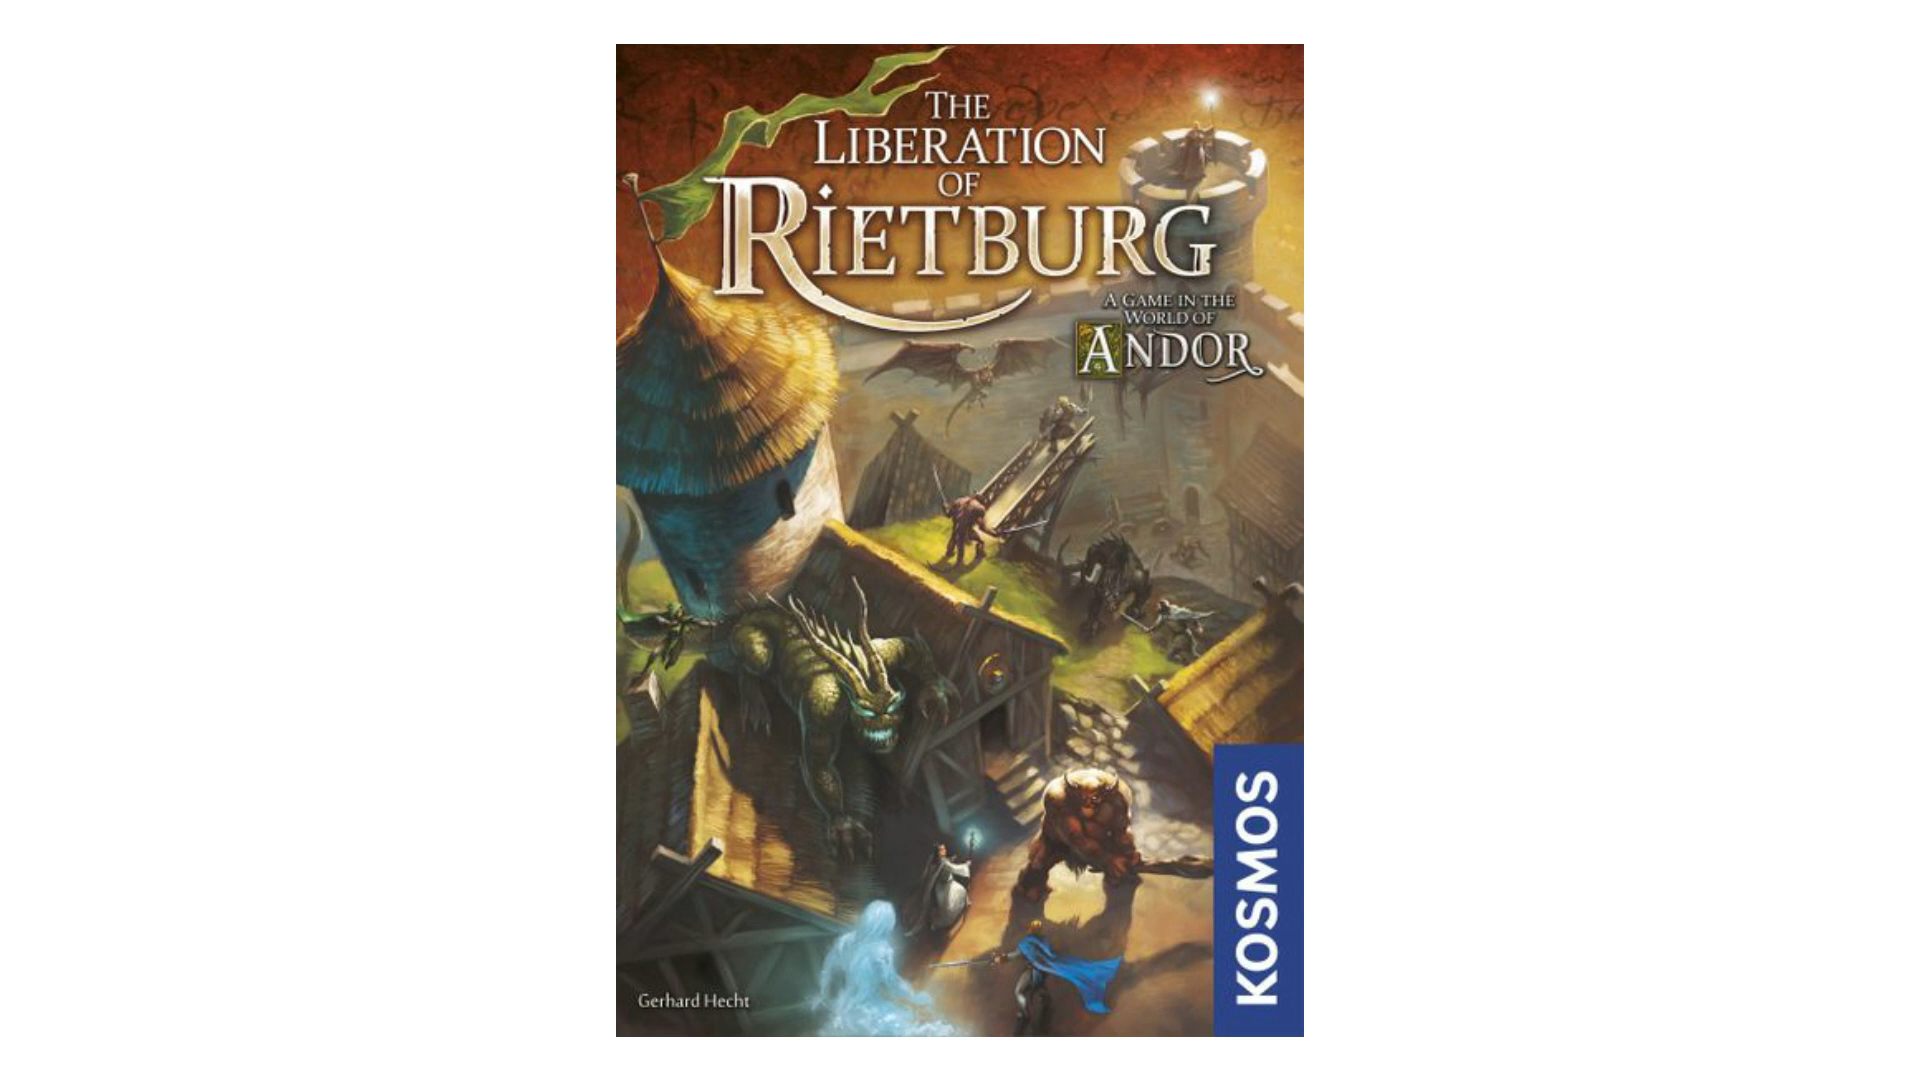 THE
LIBERATION
OF
RIETBURG
A GAME IN THE
WORLD OF
ANDOR
KOSMOS
Gerhard Hecht